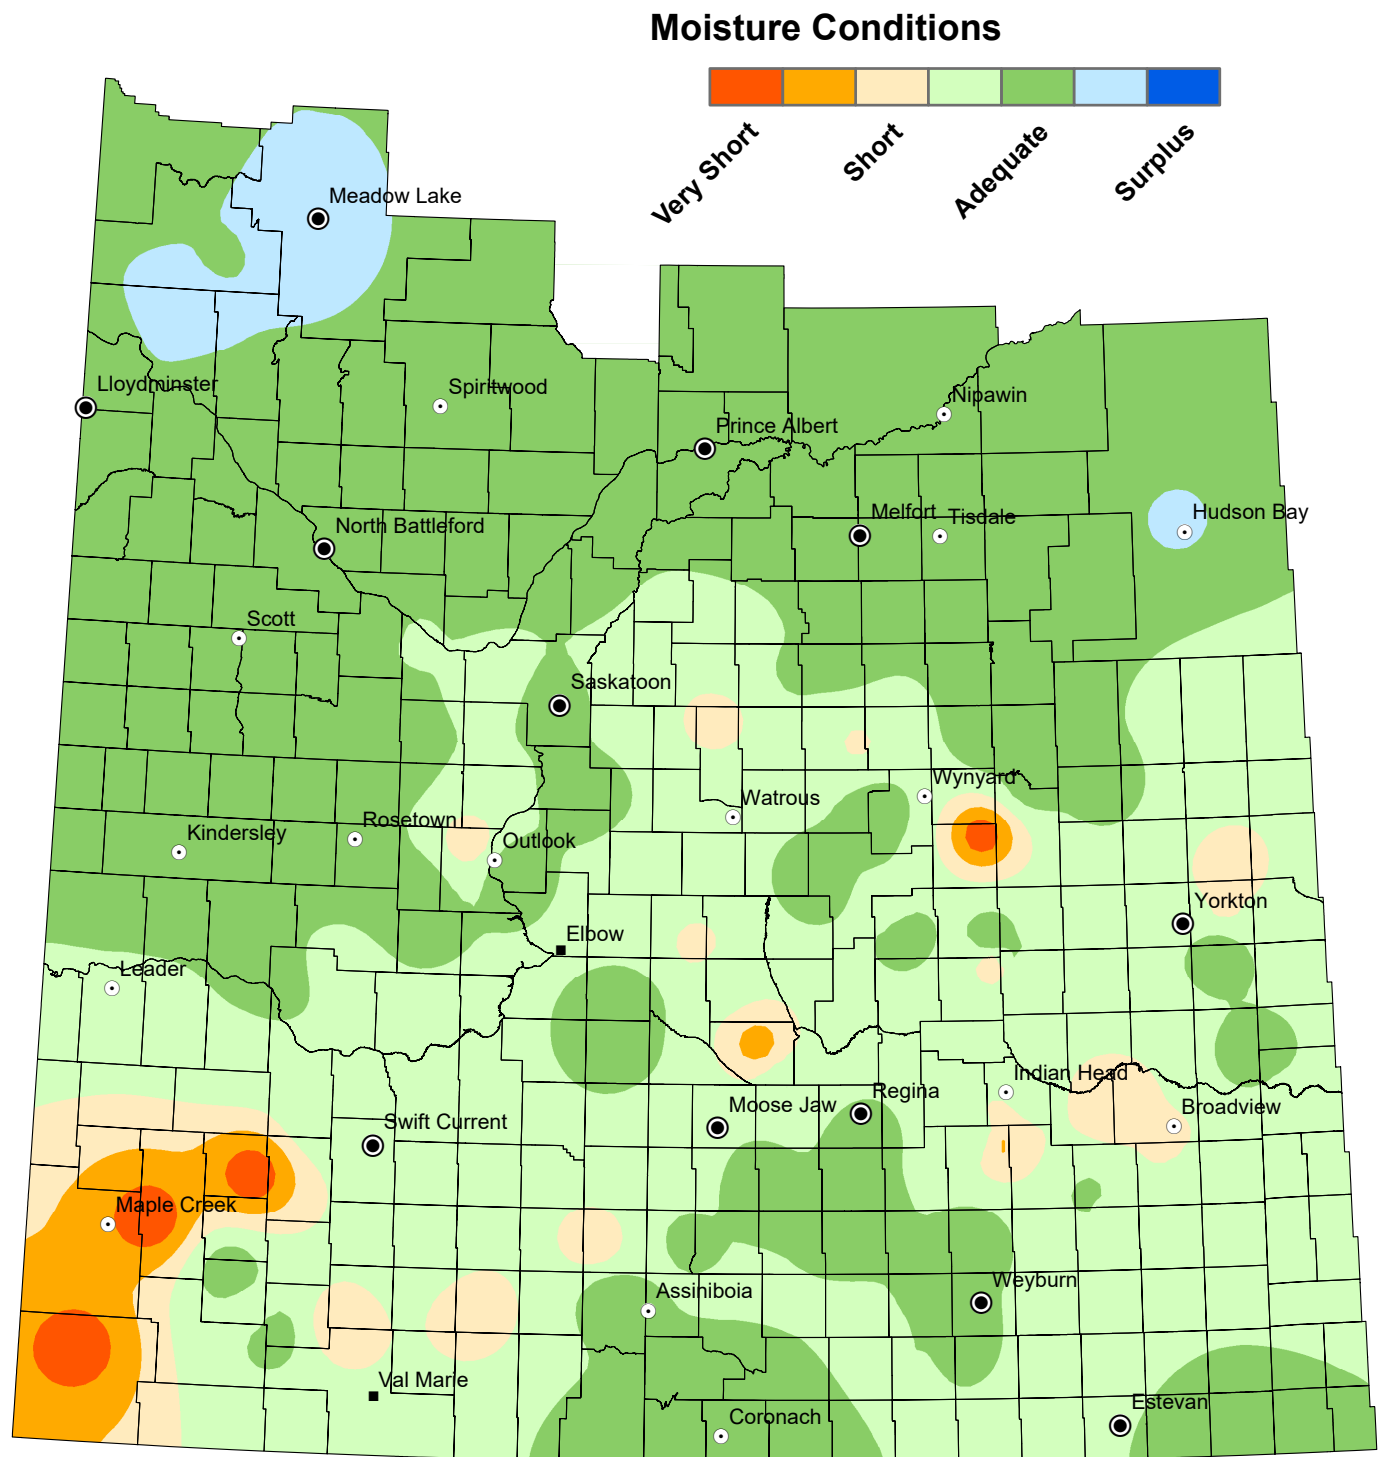 Moisture Conditions
Very Short
Short
Adequate
Surplus
Meadow Lake
Lloydminster
Spiritwood
Nipawin
Prince Albert
Hudson Bay
Melfort
Tisdale
North Battleford
Scott
Saskatoon
Wynyard
Watrous
Rosetown
Kindersley
Outlook
Yorkton
Elbow
Leader
Indian Head
Regina
Moose Jaw
Broadview
Swift Current
Maple Creek
Weyburn
Assiniboia
Val Marie
Estevan
Coronach